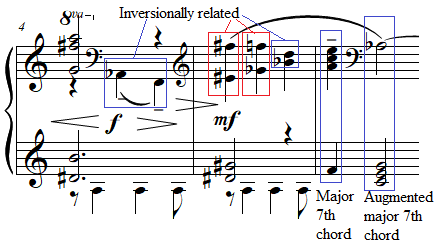 8va
Inversionally related
4
f
mf
Major
7th
chord
Augmented
major 7th
chord